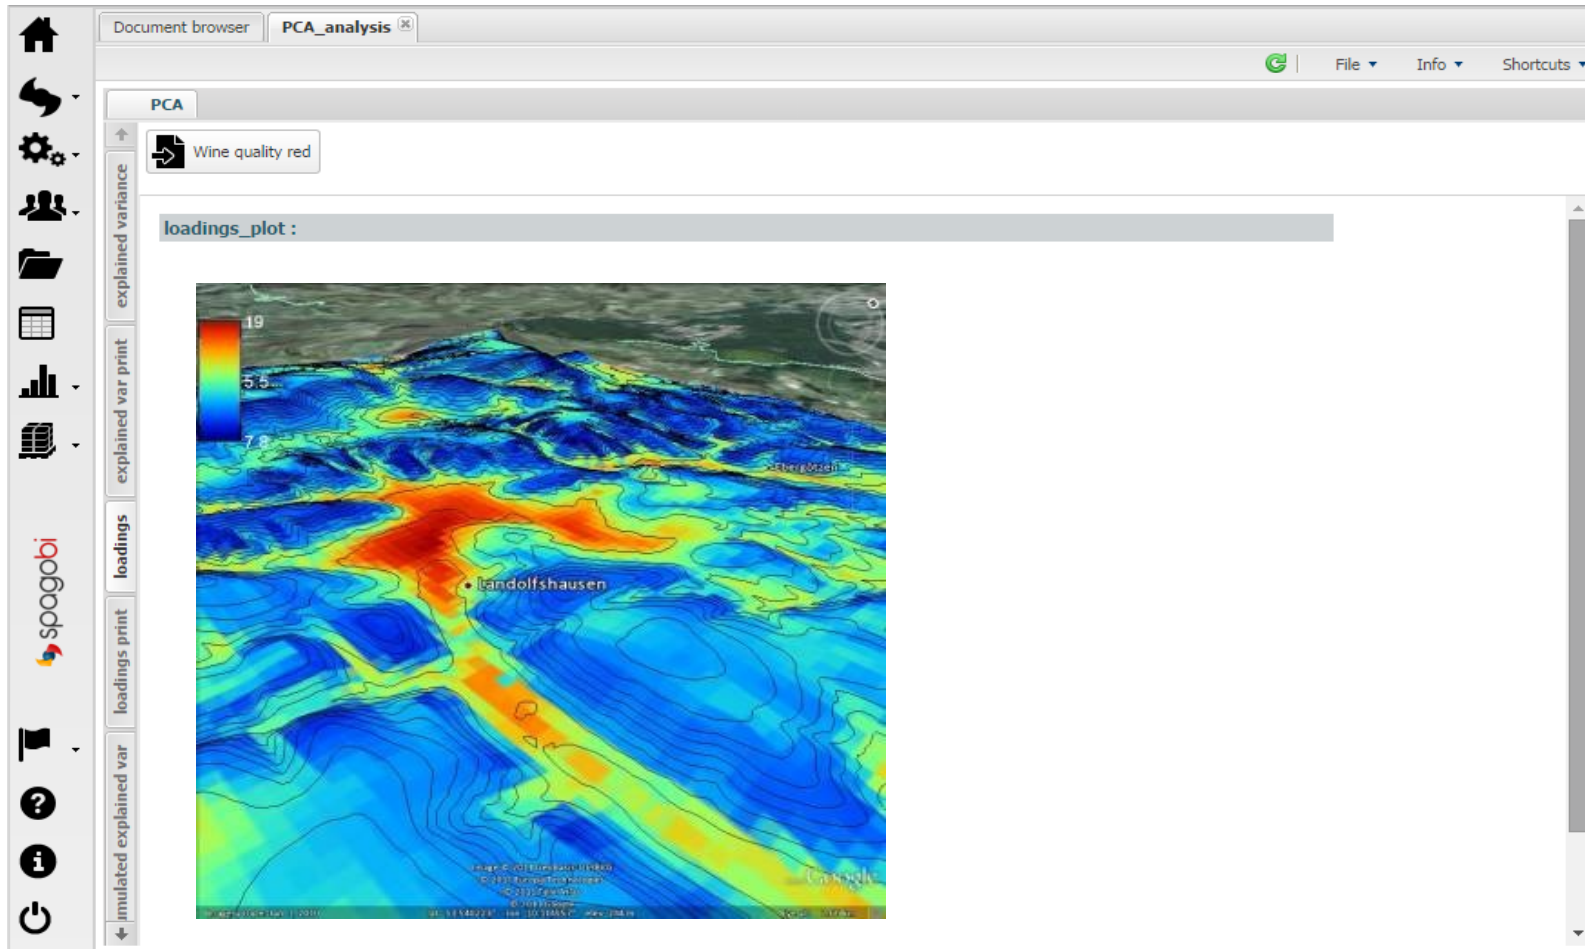 Document browser
PCA_analysis
File
Info
Shortcuts
PCA
Wine quality red
explained variance
explained var print
loadings
loadings print
mulated explained var
spagobi
loadings_plot :
19
5.5
7.8
Ebergötzen
Landolfshausen
Google